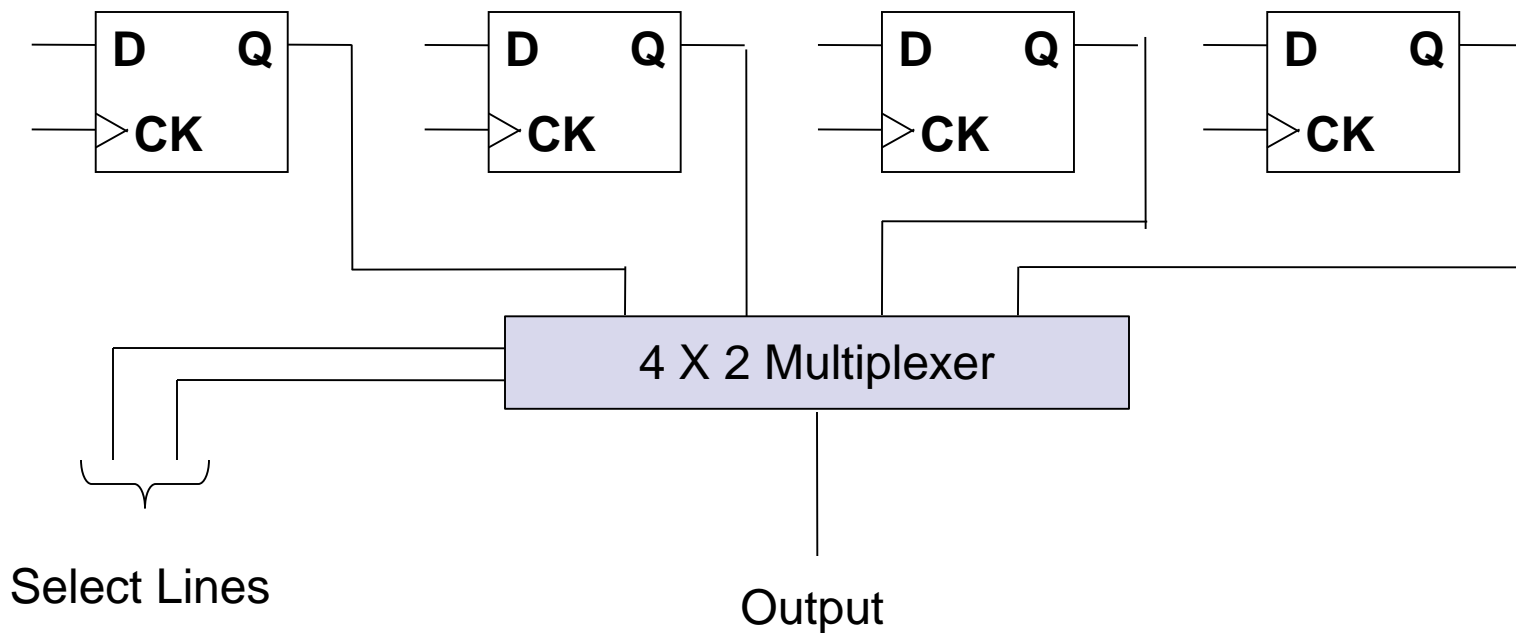 D Q D Q D Q D Q
CK CK CK CK
4 X 2 Multiplexer
Select Lines
Output